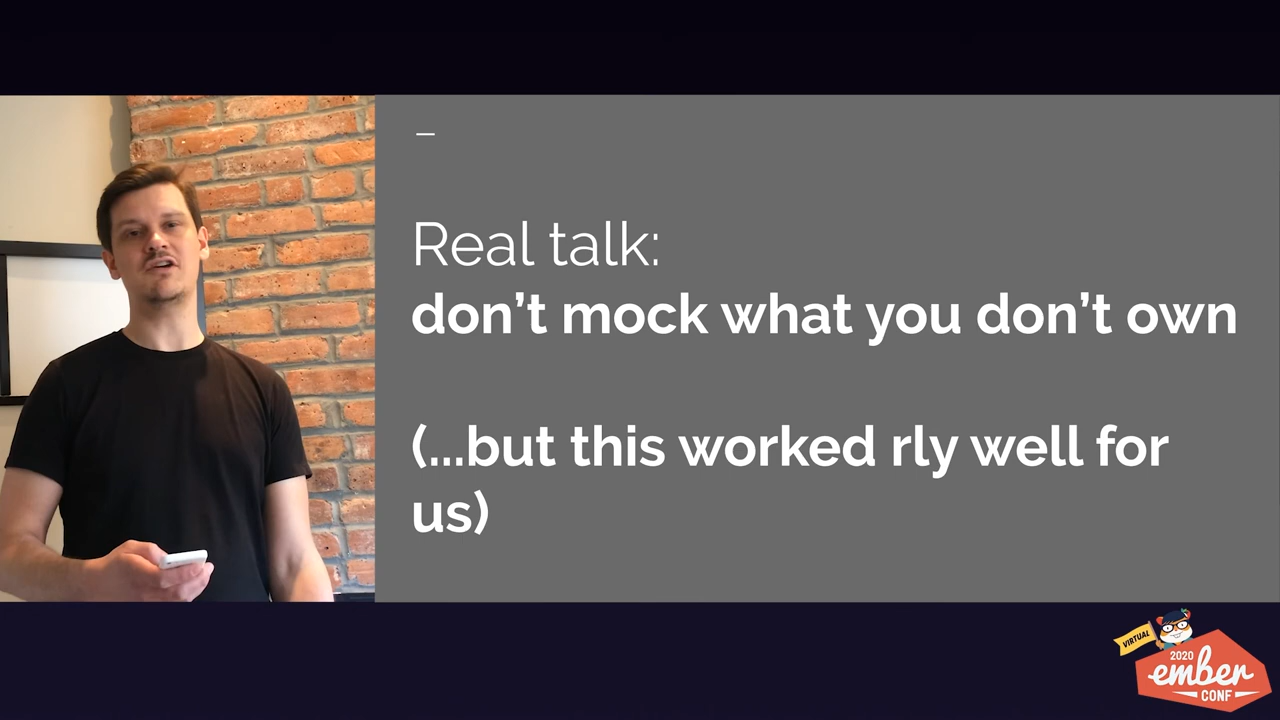 Real talk:
don’t mock what you don’t own
(...but this worked rly well for
us)
VIRTUAL
2020
ember
CONF